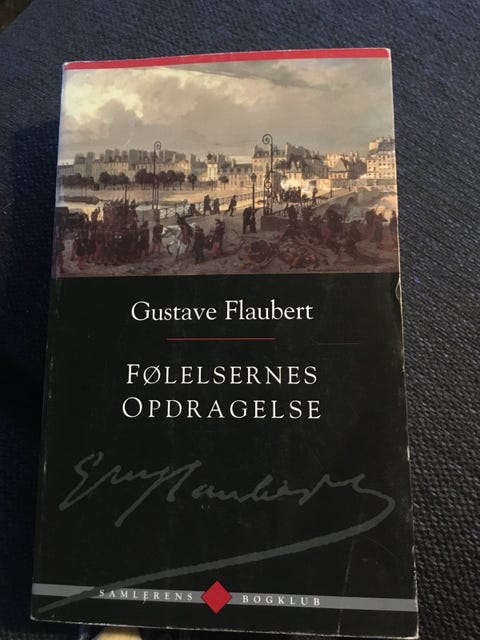 Gustave Flaubert
FØLELSERNES
OPDRAGELSE
SAMLERENS BOGKLUB